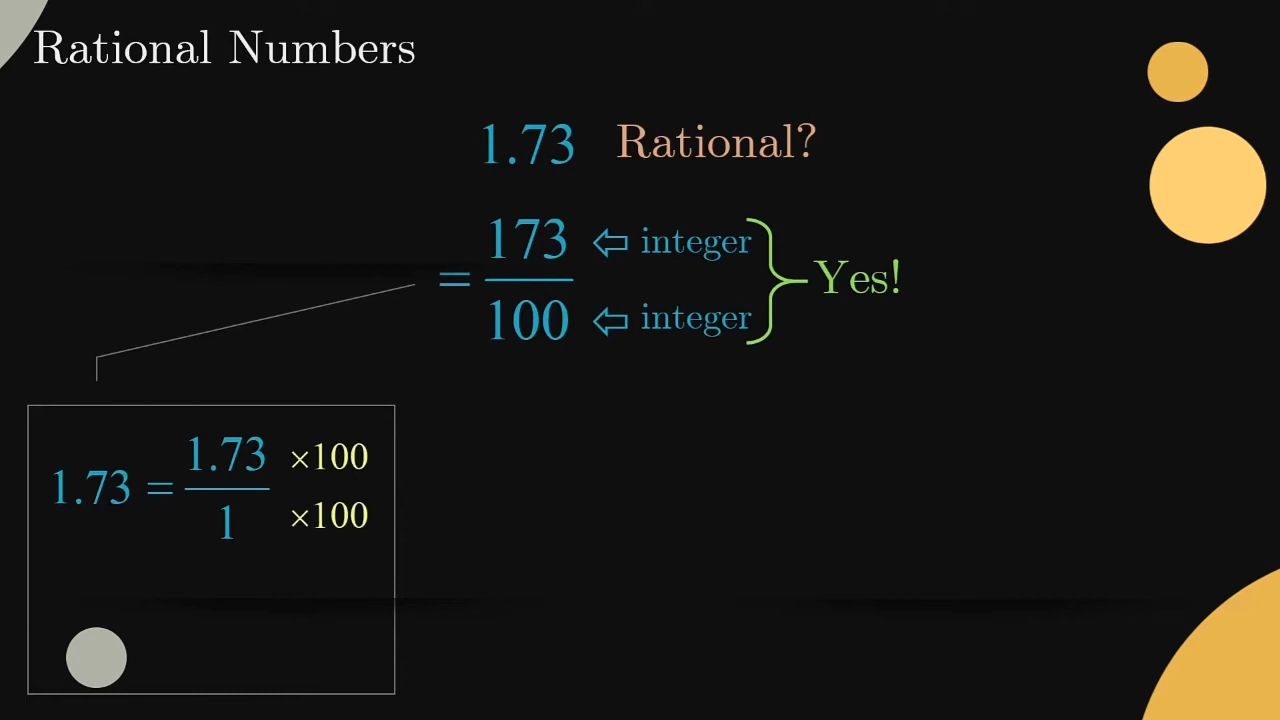 Rational Numbers
1.73 Rational?
= 173/100
⇦ integer
⇦ integer
Yes!
1.73 = 1.73/1
×100
×100